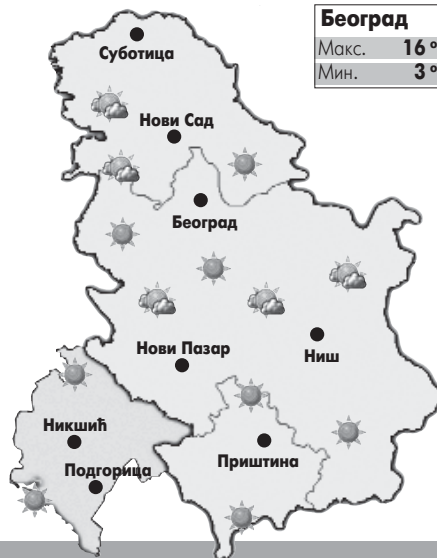 Београд
Макс. 16 °
Мин. 3 °
Суботица
Нови Сад
Београд
Нови Пазар
Ниш
Никшић
Приштина
Подгорица